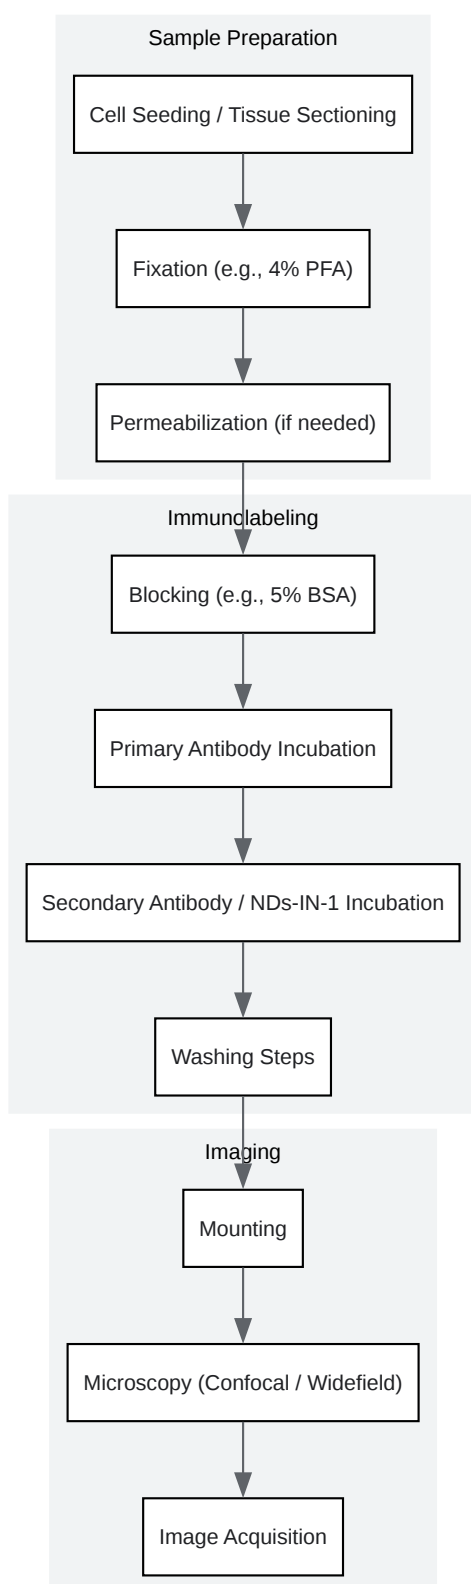 Sample Preparation
Cell Seeding / Tissue Sectioning
Fixation (e.g., 4% PFA)
Permeabilization (if needed)
Immunolabeling
Blocking (e.g., 5% BSA)
Primary Antibody Incubation
Secondary Antibody / NDs-IN-1 Incubation
Washing Steps
Imaging
Mounting
Microscopy (Confocal / Widefield)
Image Acquisition